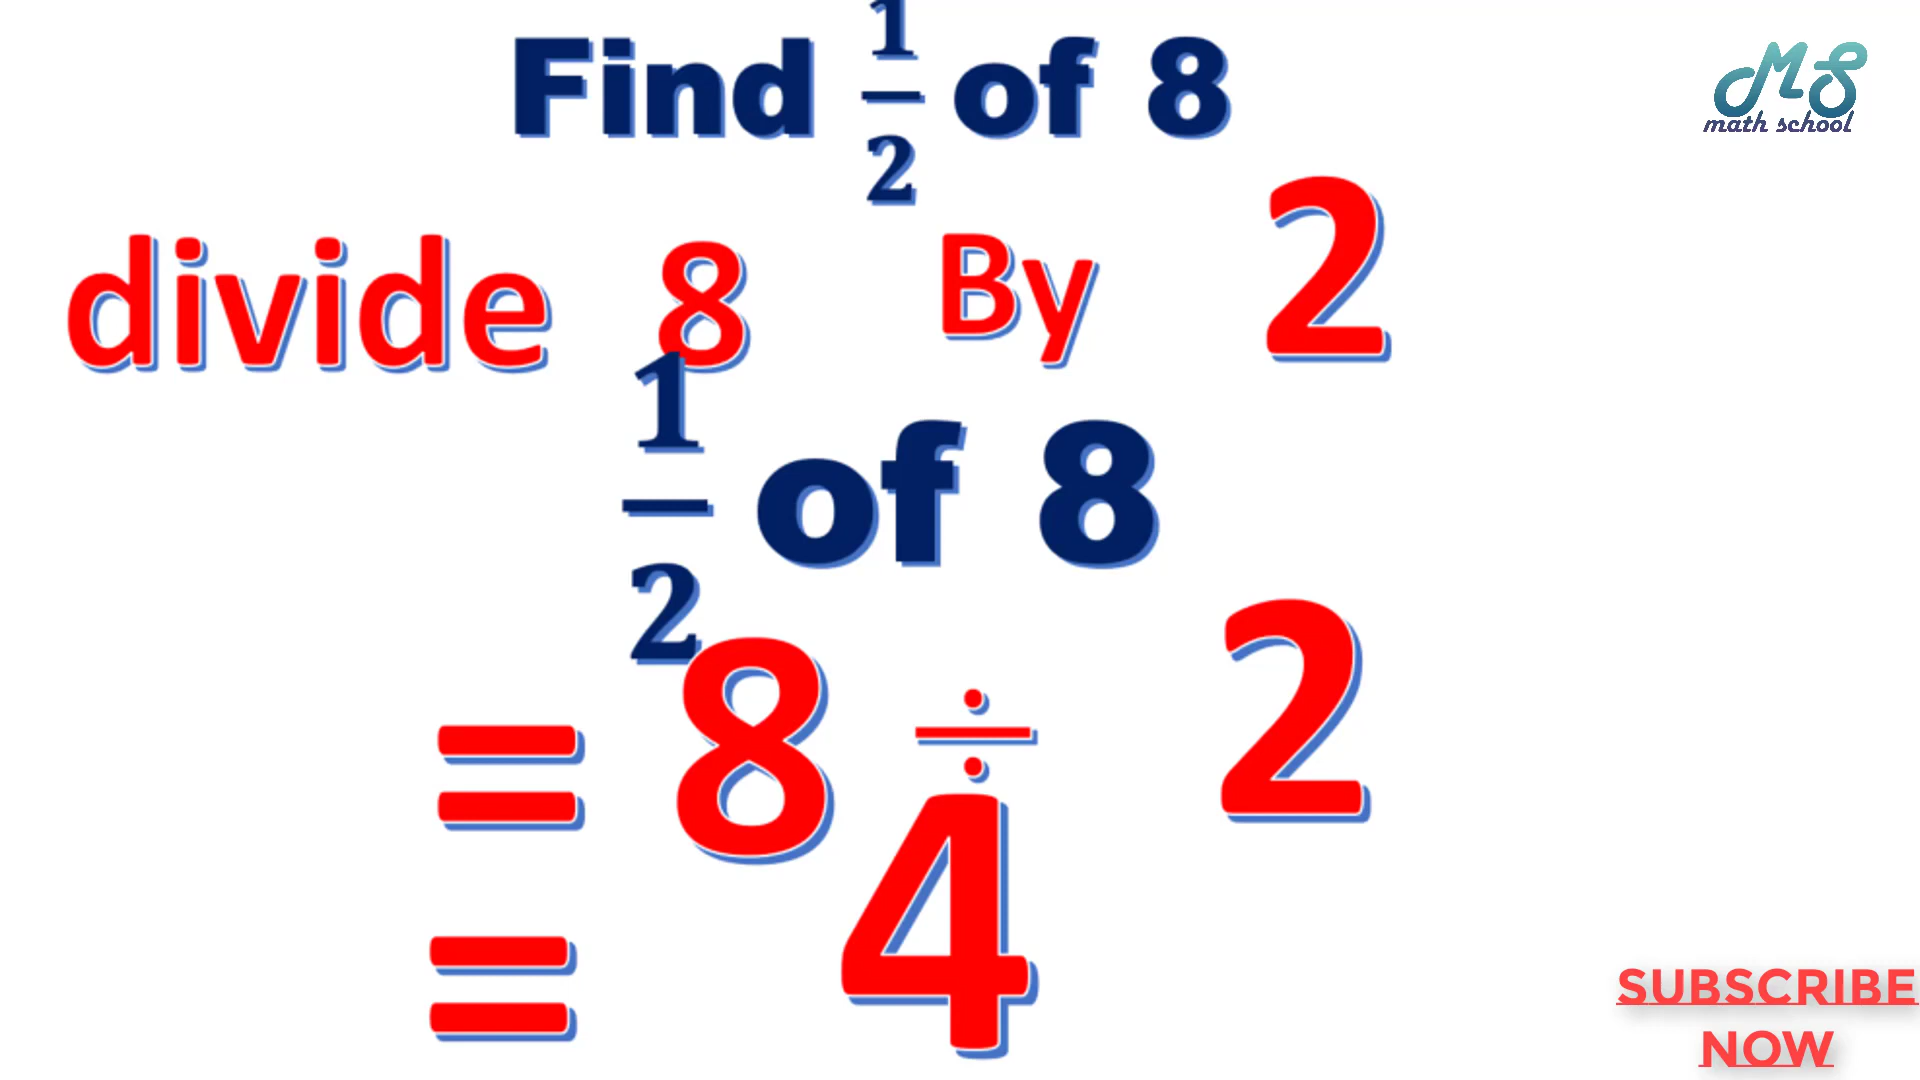 Find 1/2 of 8
MS
math school
divide 8 By 2
1/2 of 8
= 8 ÷ 2
= 4
SUBSCRIBE
NOW